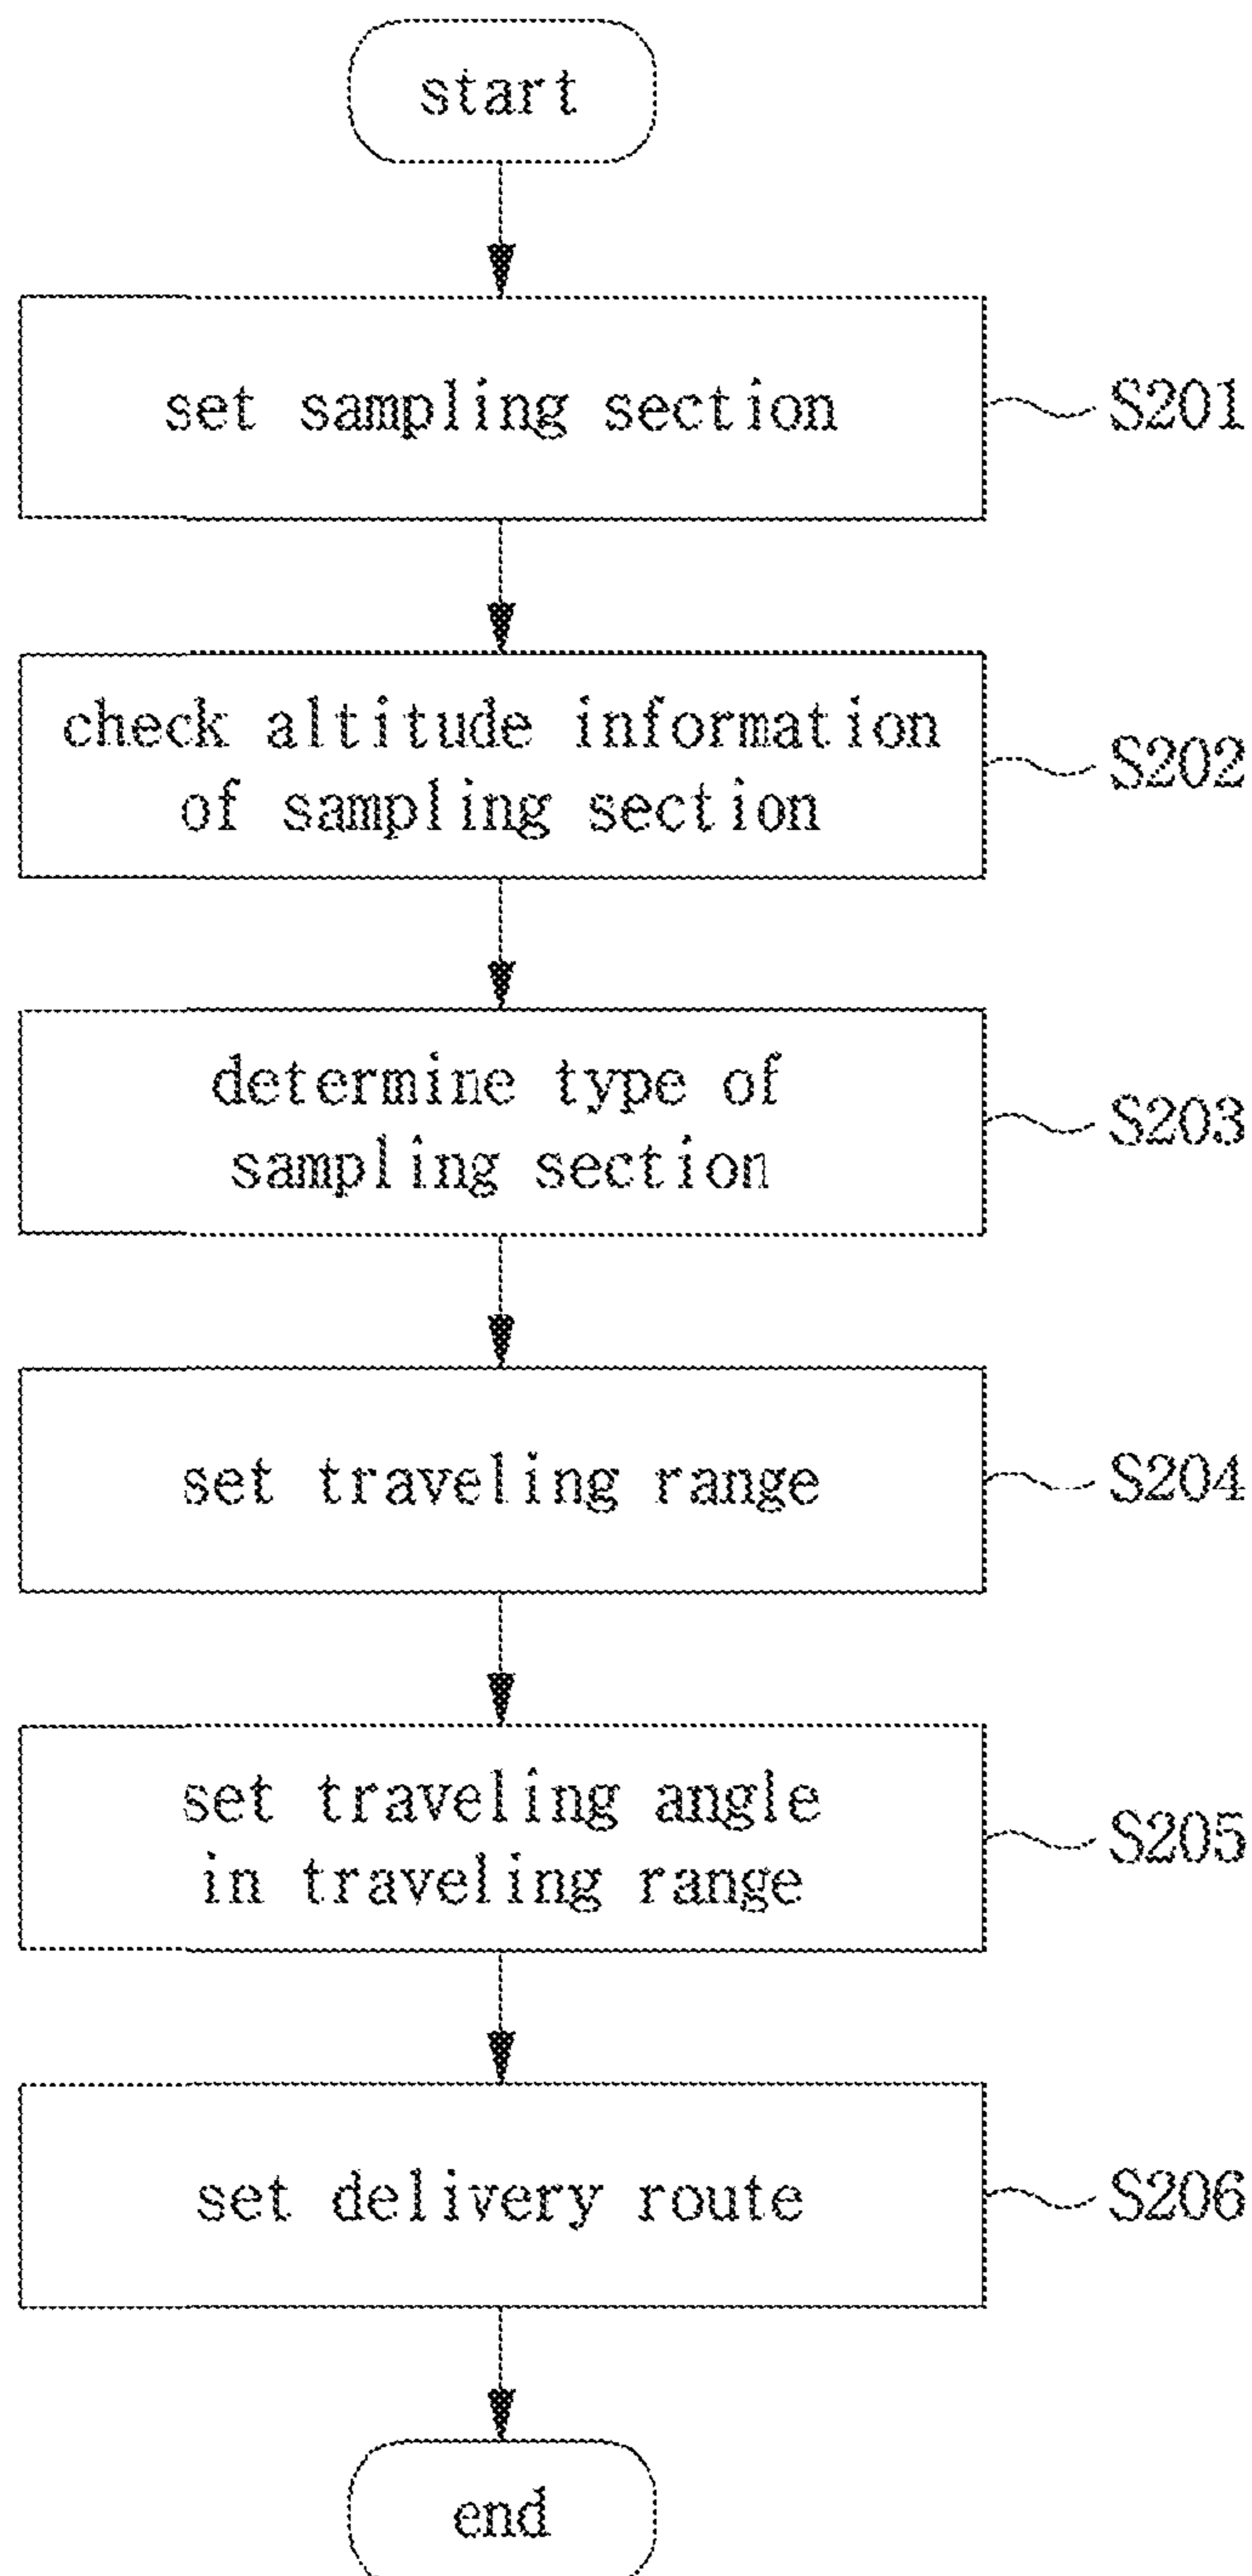 start
set sampling section
S201
check altitude information
of sampling section
S202
determine type of
sampling section
S203
set traveling range
S204
set traveling angle
in traveling range
S205
set delivery route
S206
end